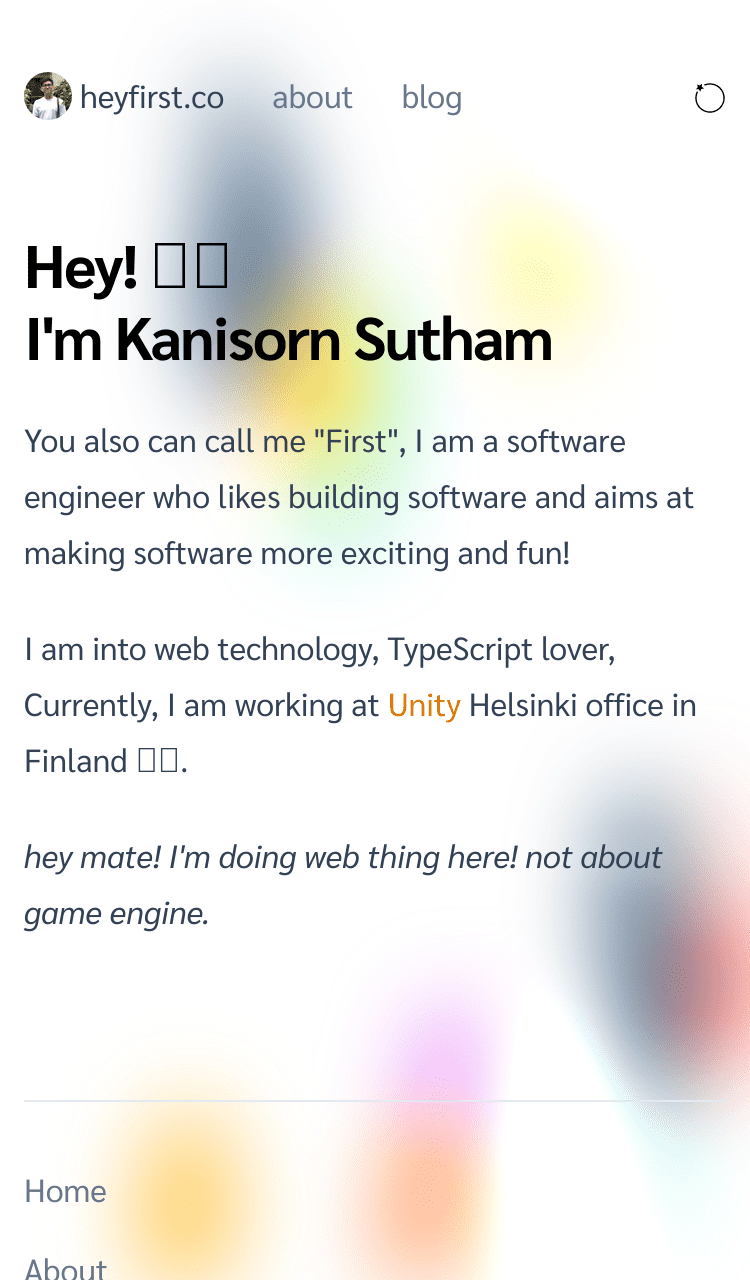 heyfirst.co about blog
Hey!
I'm Kanisorn Sutham
You also can call me "First", I am a software
engineer who likes building software and aims at
making software more exciting and fun!
I am into web technology, TypeScript lover,
Currently, I am working at Unity Helsinki office in
Finland .
hey mate! I'm doing web thing here! not about
game engine.
Home
About